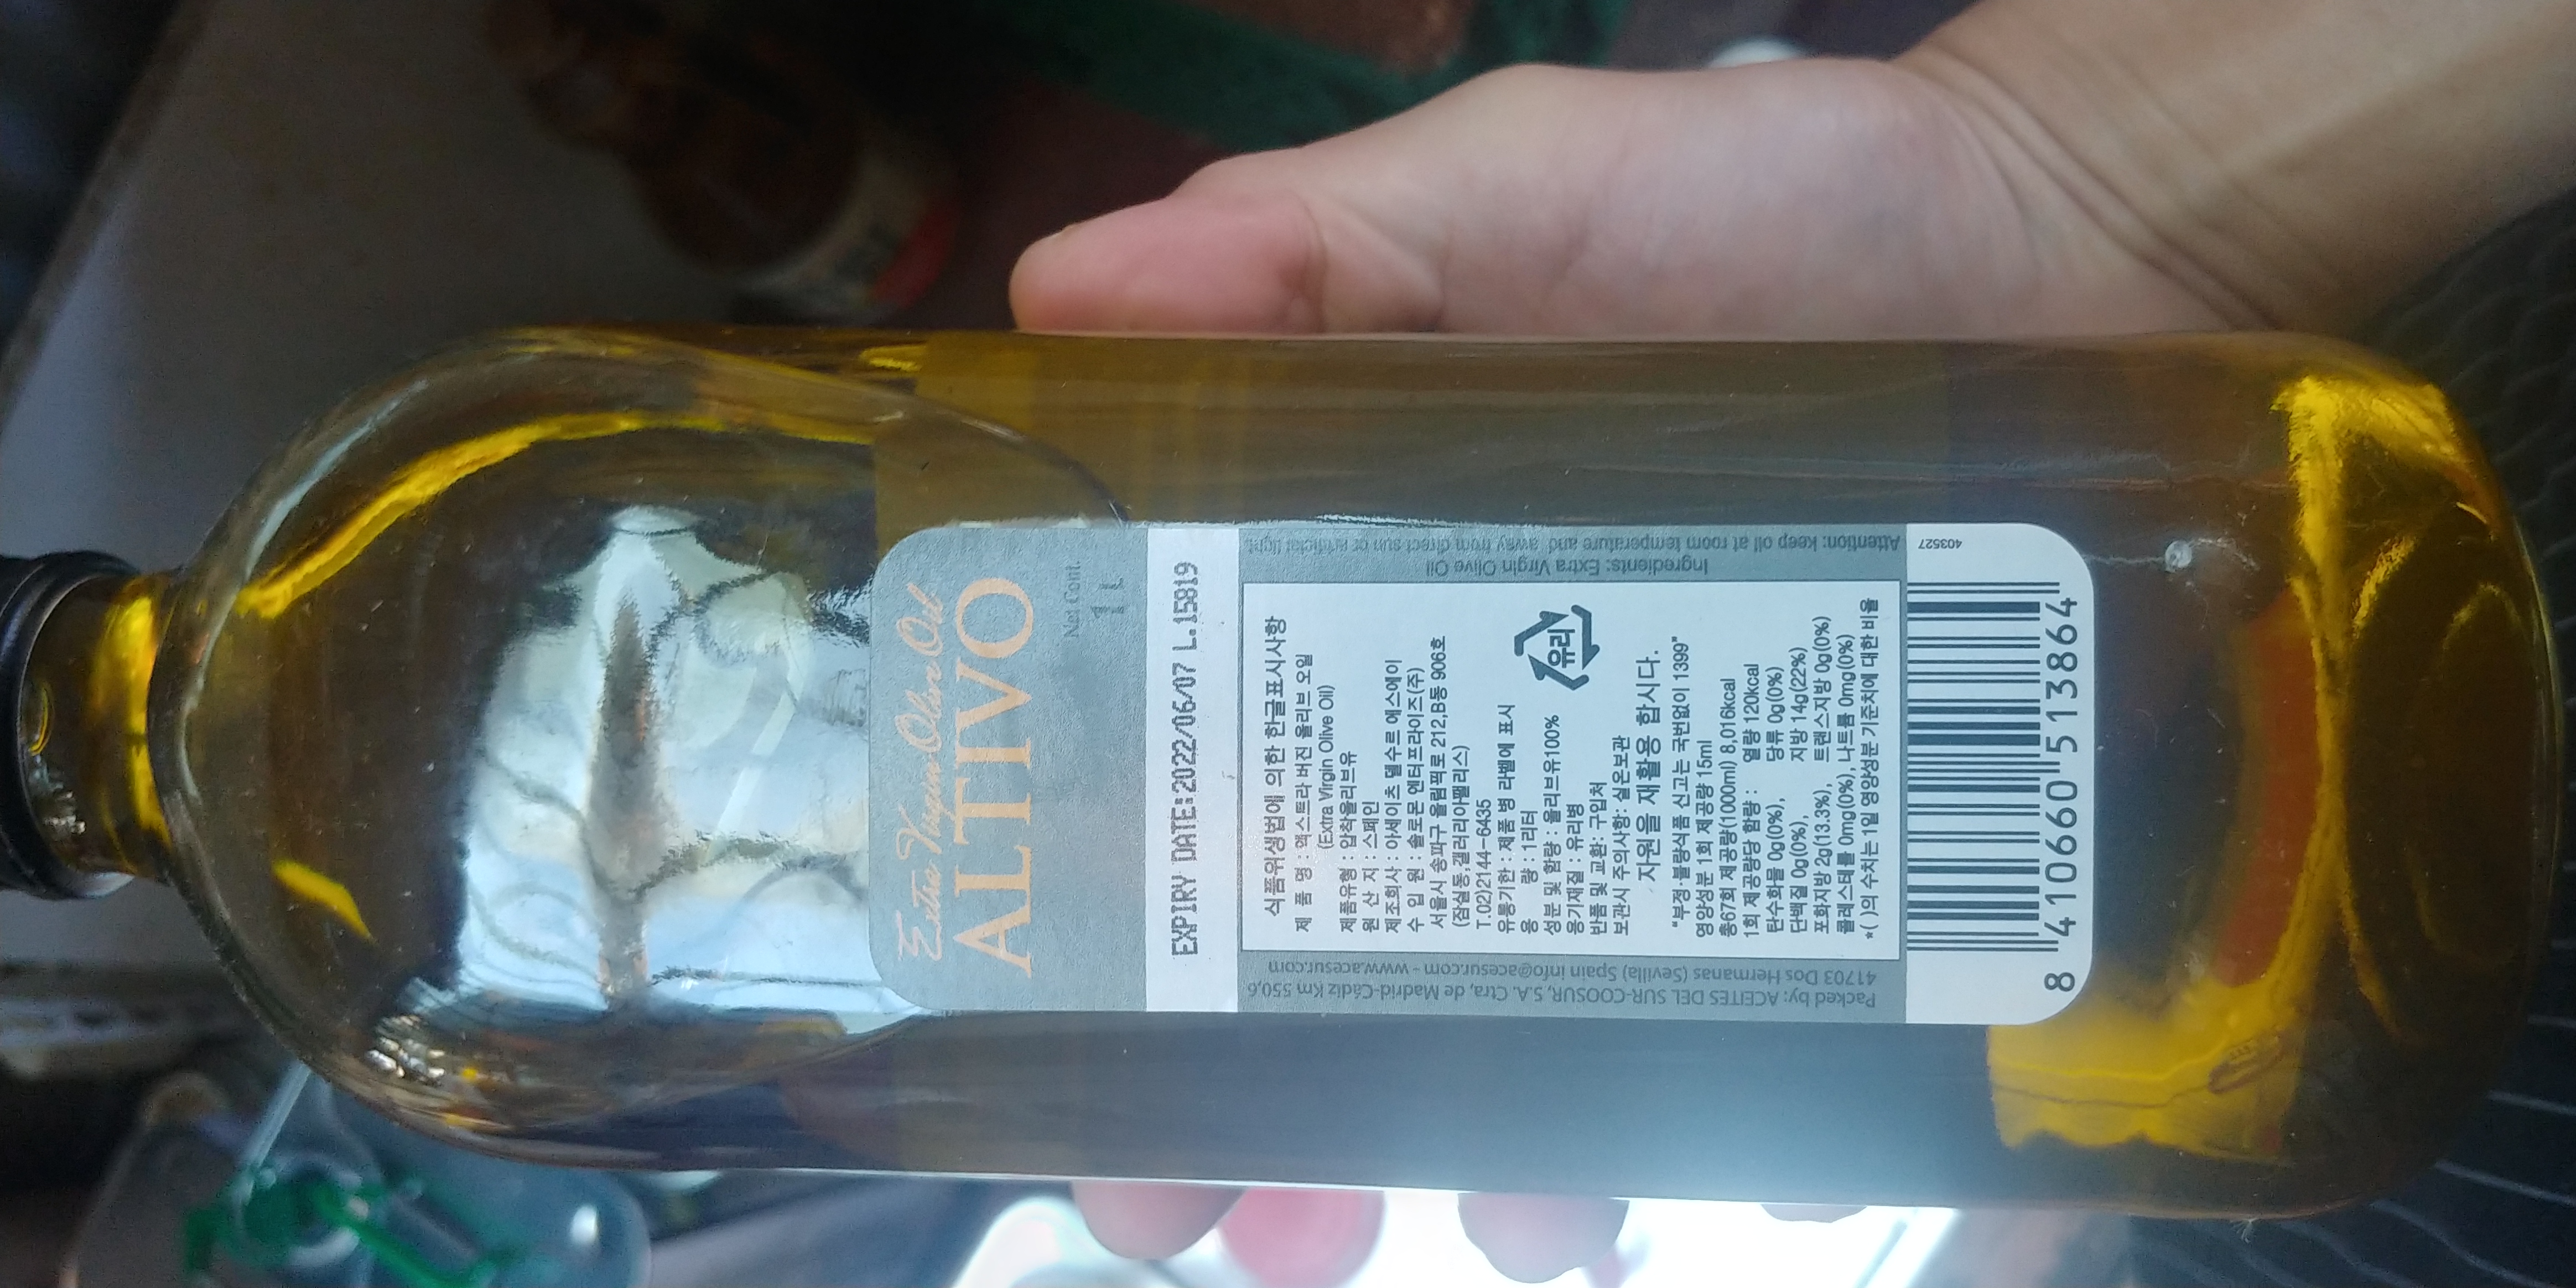 Extra Virgin Olive Oil
ALTIVO
Net Cont.
EXPIRY DATE:2022/06/07 L.15819
Packed by: ACEITES DEL SUR-COOSUR, S.A. Ctra, de Madrid-Cádiz Km 550,6
41703 Dos Hermanas (Sevilla) Spain info@acesur.com - www.acesur.com
식품위생법에 의한 한글표시사항
제 품 명 : 엑스트라 버진 올리브 오일
(Extra Virgin Olive Oil)
제품유형 : 압착올리브유
원 산 지 : 스페인
제조회사 : 아세이츠 델수르 에스에이
수 입 원 : 솔로몬 엔터프라이즈(주)
서울시 송파구 올림픽로 212,B동 906호
(잠실동,갤러리아팰리스)
T.02)2144-6435
유통기한 : 제품 병 라벨에 표시
용 량 : 1리터
성분 및 함량 : 올리브유100%
용기재질 : 유리병
반품 및 교환: 구입처
보관시 주의사항: 실온보관
유리
자원을 재활용 합시다.
"부정·불량식품 신고는 국번없이 1399"
영양성분 1회 제공량 15ml
총67회 제공량(1000ml) 8,016kcal
1회 제공량당 함량 : 열량 120kcal
탄수화물 0g(0%), 당류 0g(0%)
단백질 0g(0%), 지방 14g(22%)
포화지방 2g(13.3%), 트랜스지방 0g(0%)
콜레스테롤 0mg(0%), 나트륨 0mg(0%)
*( )의 수치는 1일 영양성분 기준치에 대한 비율
Ingredients: Extra Virgin Olive Oil
Attention: keep oil at room temperature and away from direct sun or artificial light.
403527
8 410660 513864